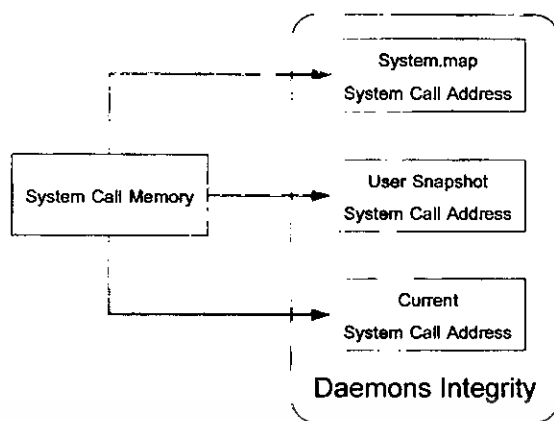 System.map
System Call Address
System Call Memory
User Snapshot
System Call Address
Current
System Call Address
Daemons Integrity